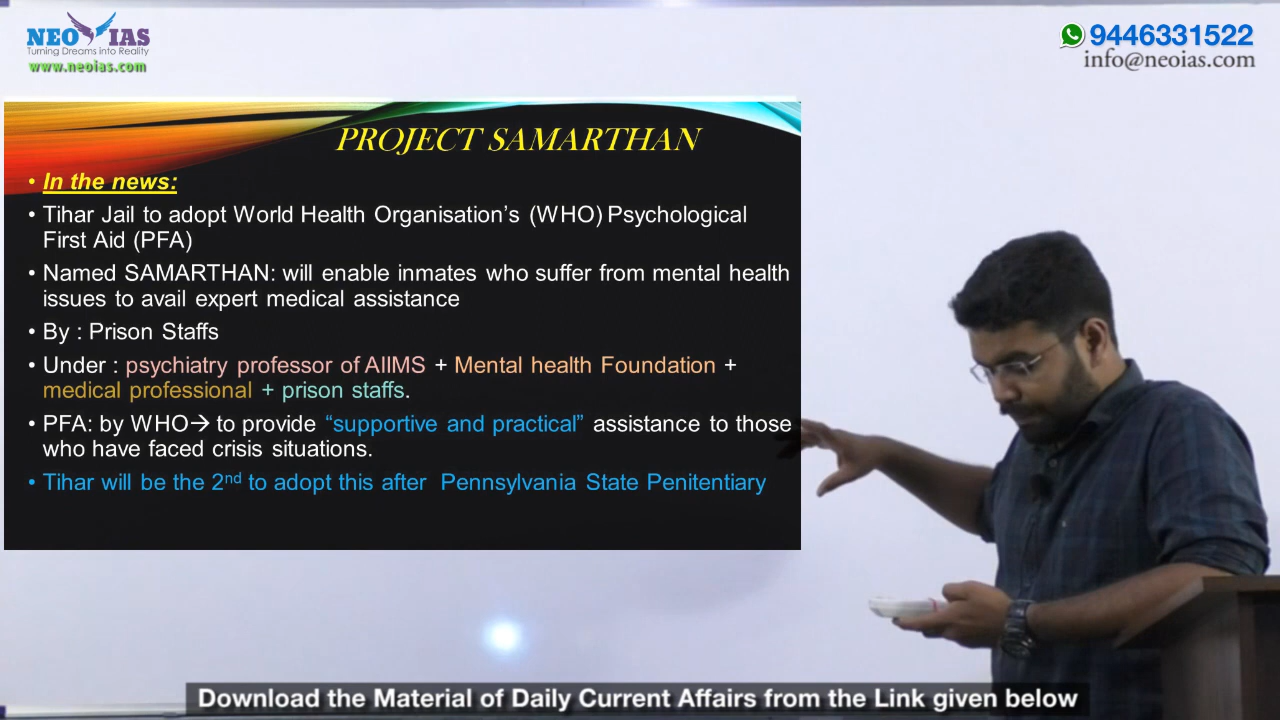 NEO IAS
Turning Dreams into Reality
www.neoias.com
9446331522
info@neoias.com
PROJECT SAMARTHAN
• In the news:
• Tihar Jail to adopt World Health Organisation’s (WHO) Psychological
First Aid (PFA)
• Named SAMARTHAN: will enable inmates who suffer from mental health
issues to avail expert medical assistance
• By : Prison Staffs
• Under : psychiatry professor of AIIMS + Mental health Foundation +
medical professional + prison staffs.
• PFA: by WHO→ to provide “supportive and practical” assistance to those
who have faced crisis situations.
• Tihar will be the 2nd to adopt this after Pennsylvania State Penitentiary
Download the Material of Daily Current Affairs from the Link given below